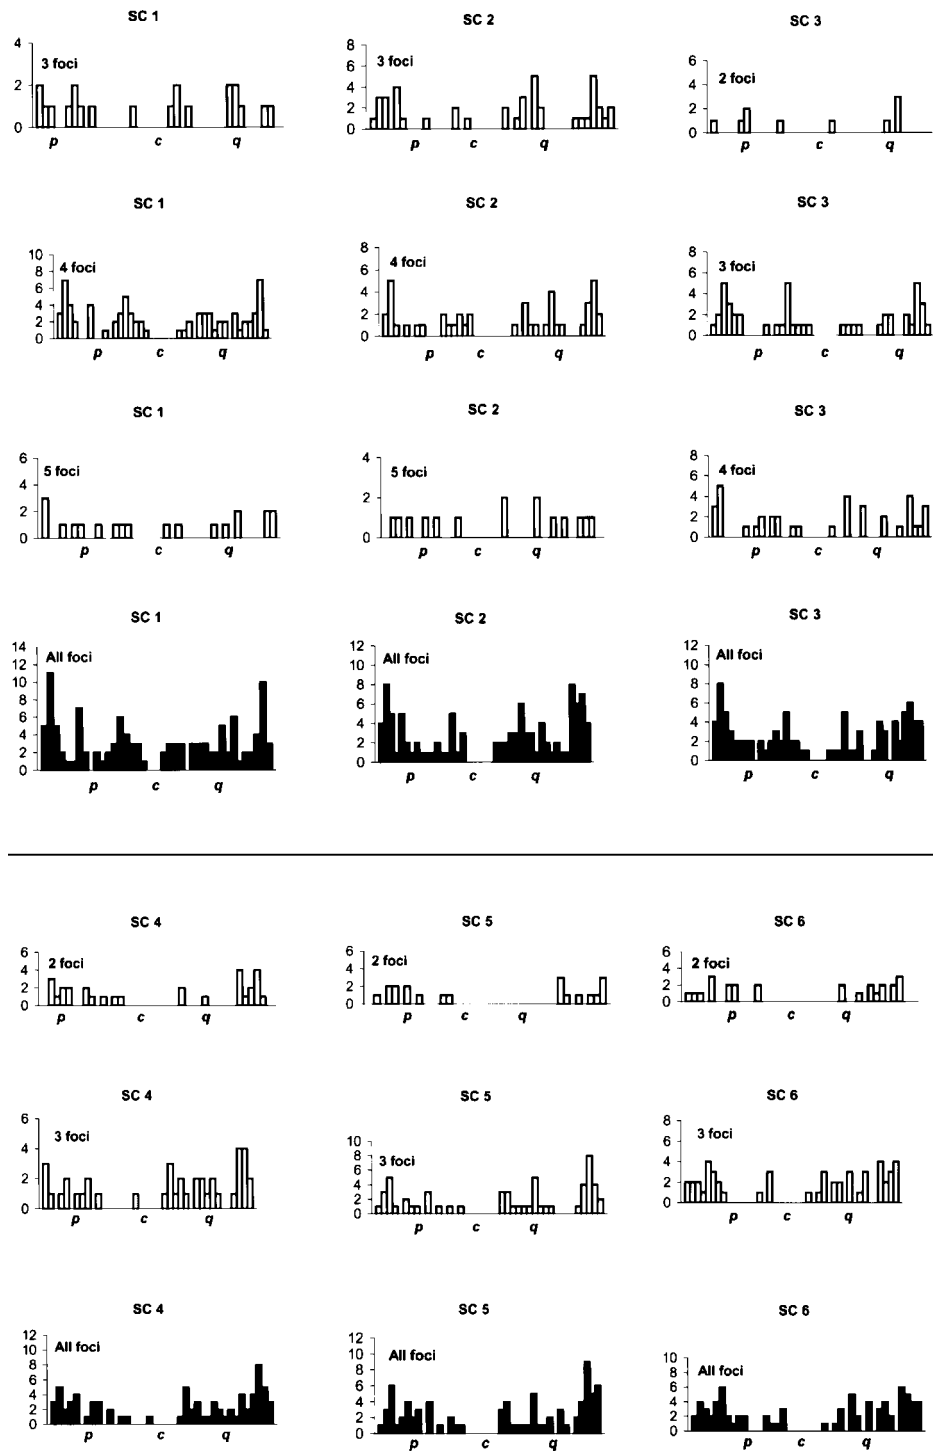 SC 1 SC 2 SC 3
4 2 0 3 foci p c q
8 6 4 2 0 3 foci p c q
6 4 2 0 2 foci p c q
SC 1 SC 2 SC 3
10 8 6 4 2 0 4 foci p c q
8 6 4 2 0 4 foci p c q
8 6 4 2 0 3 foci p c q
SC 1 SC 2 SC 3
6 4 2 0 5 foci p c q
4 2 0 5 foci p c q
8 6 4 2 0 4 foci p c q
SC 1 SC 2 SC 3
14 12 10 8 6 4 2 0 All foci p c q
12 10 8 6 4 2 0 All foci p c q
12 10 8 6 4 2 0 All foci p c q
SC 4 SC 5 SC 6
6 4 2 0 2 foci p c q
6 4 2 0 2 foci p c q
6 4 2 0 2 foci p c q
SC 4 SC 5 SC 6
6 4 2 0 3 foci p c q
10 8 6 4 2 0 3 foci p c q
8 6 4 2 0 3 foci p c q
SC 4 SC 5 SC 6
12 10 8 6 4 2 0 All foci p c q
12 10 8 6 4 2 0 All foci p c q
10 8 6 4 2 0 All foci p c q